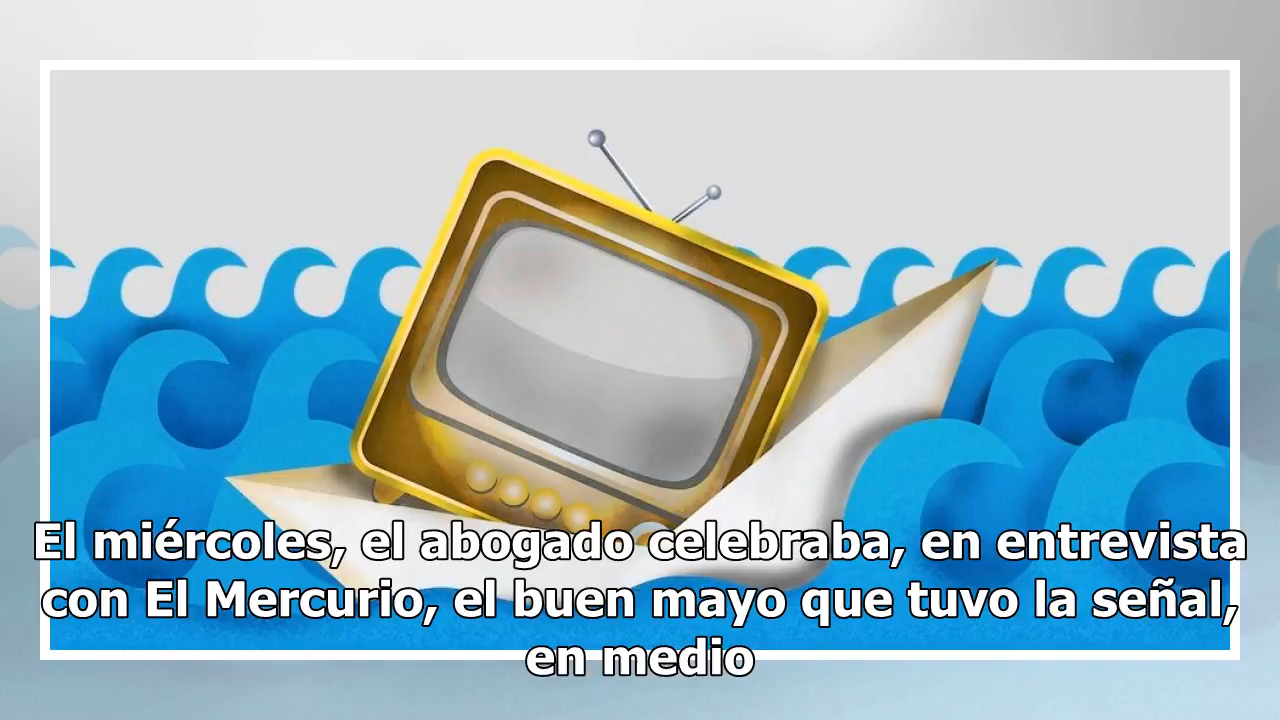 El miércoles, el abogado celebraba, en entrevista
con El Mercurio, el buen mayo que tuvo la señal,
en medio